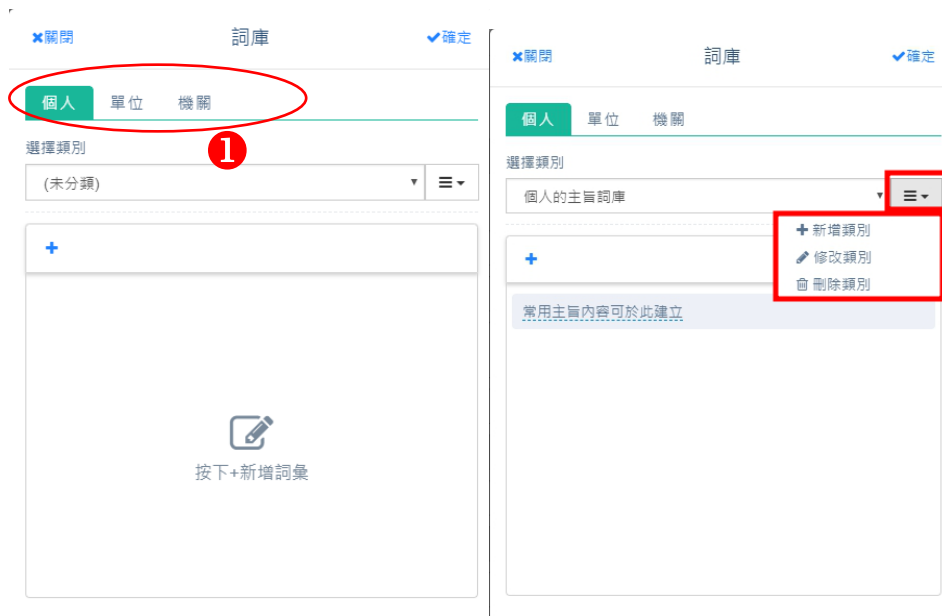 關閉 詞庫 確定
個人 單位 機關
1
選擇類別
(未分類)
+
按下+新增詞彙
關閉 詞庫 確定
個人 單位 機關
選擇類別
個人的主旨詞庫
新增類別
修改類別
刪除類別
+
常用主旨內容可於此建立